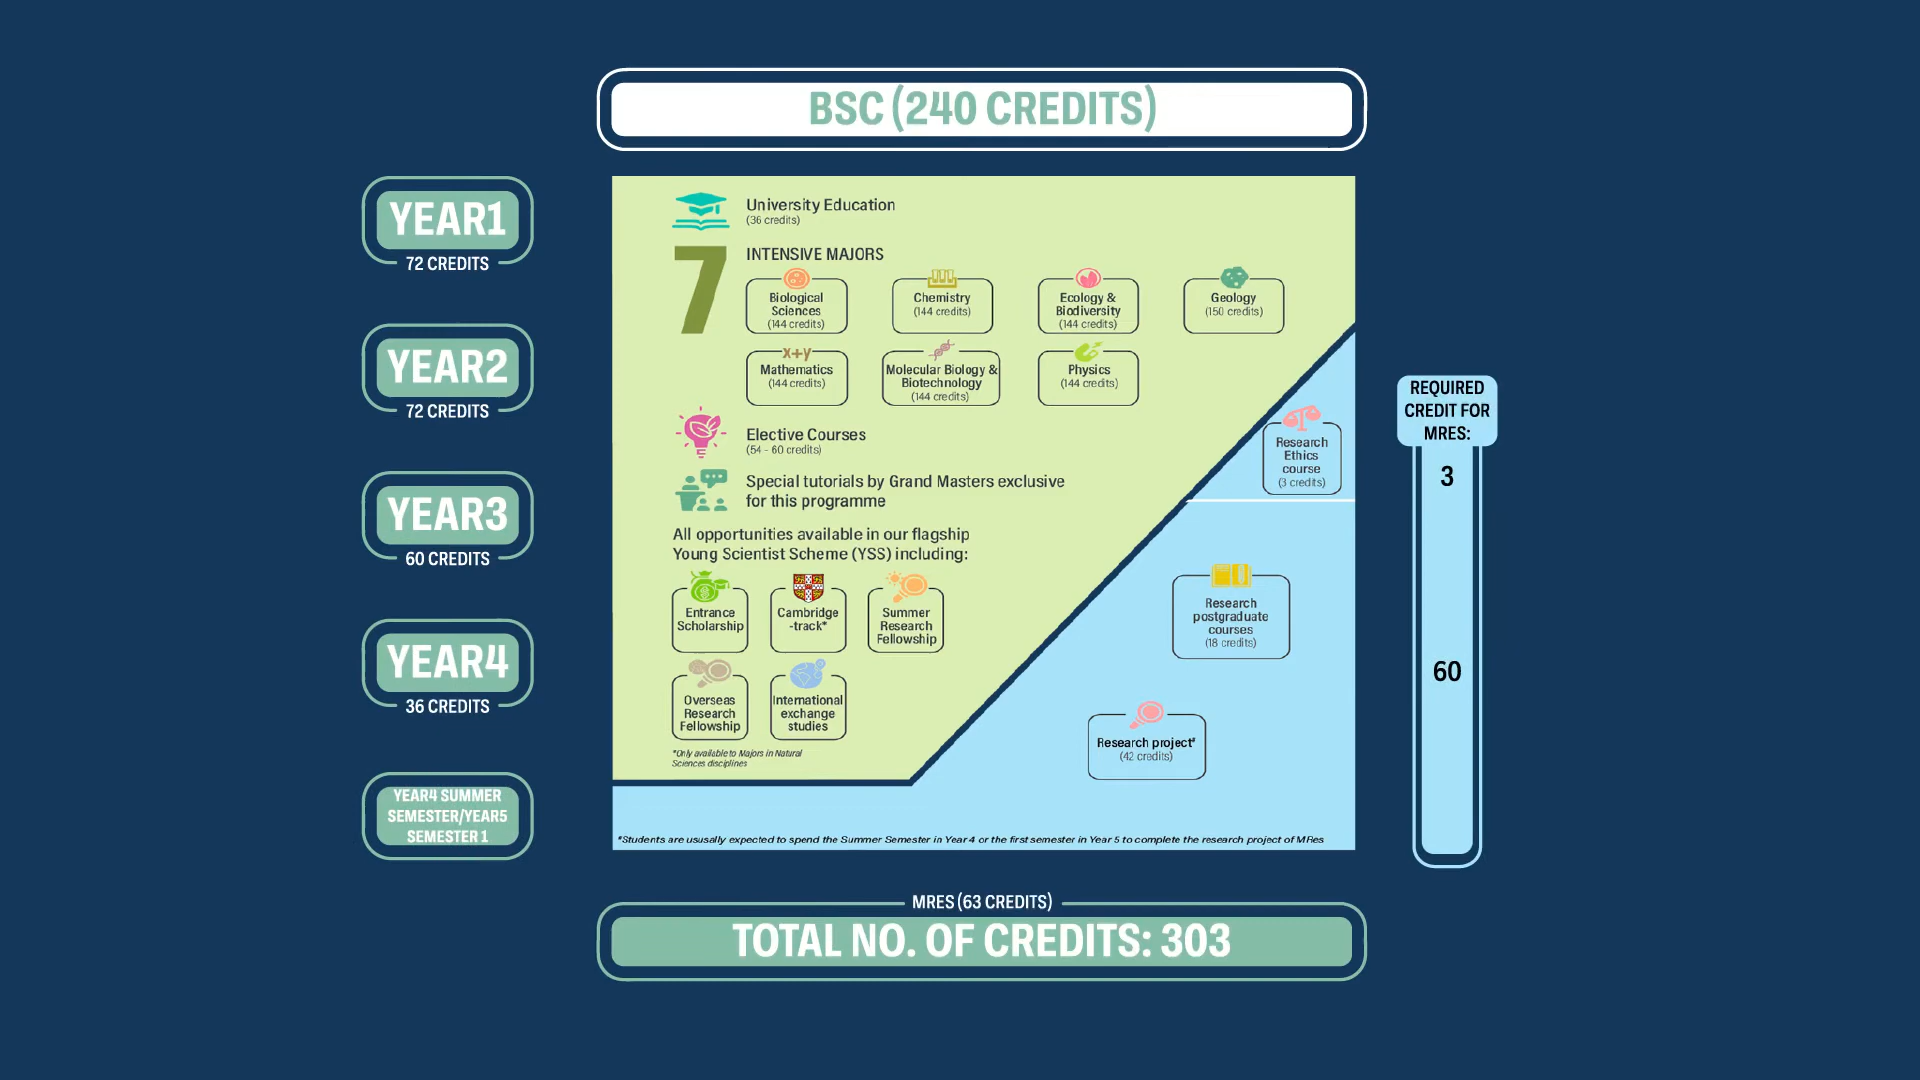 BSC (240 CREDITS)
YEAR1
72 CREDITS
YEAR2
72 CREDITS
YEAR3
60 CREDITS
YEAR4
36 CREDITS
YEAR4 SUMMER
SEMESTER/YEAR5
SEMESTER 1
University Education
(36 credits)
7
INTENSIVE MAJORS
Biological
Sciences
(144 credits)
Chemistry
(144 credits)
Ecology &
Biodiversity
(144 credits)
Geology
(150 credits)
x+y
Mathematics
(144 credits)
Molecular Biology &
Biotechnology
(144 credits)
Physics
(144 credits)
Elective Courses
(54 - 60 credits)
Special tutorials by Grand Masters exclusive
for this programme
All opportunities available in our flagship
Young Scientist Scheme (YSS) including:
Entrance
Scholarship
Cambridge
-track*
Summer
Research
Fellowship
Overseas
Research
Fellowship
International
exchange
studies
*Only available to Majors in Natural
Sciences disciplines
Research
Ethics
course
(3 credits)
Research
postgraduate
courses
(18 credits)
Research project#
(42 credits)
#Students are ususally expected to spend the Summer Semester in Year 4 or the first semester in Year 5 to complete the research project of MRes
REQUIRED
CREDIT FOR
MRES:
3
60
MRES (63 CREDITS)
TOTAL NO. OF CREDITS: 303